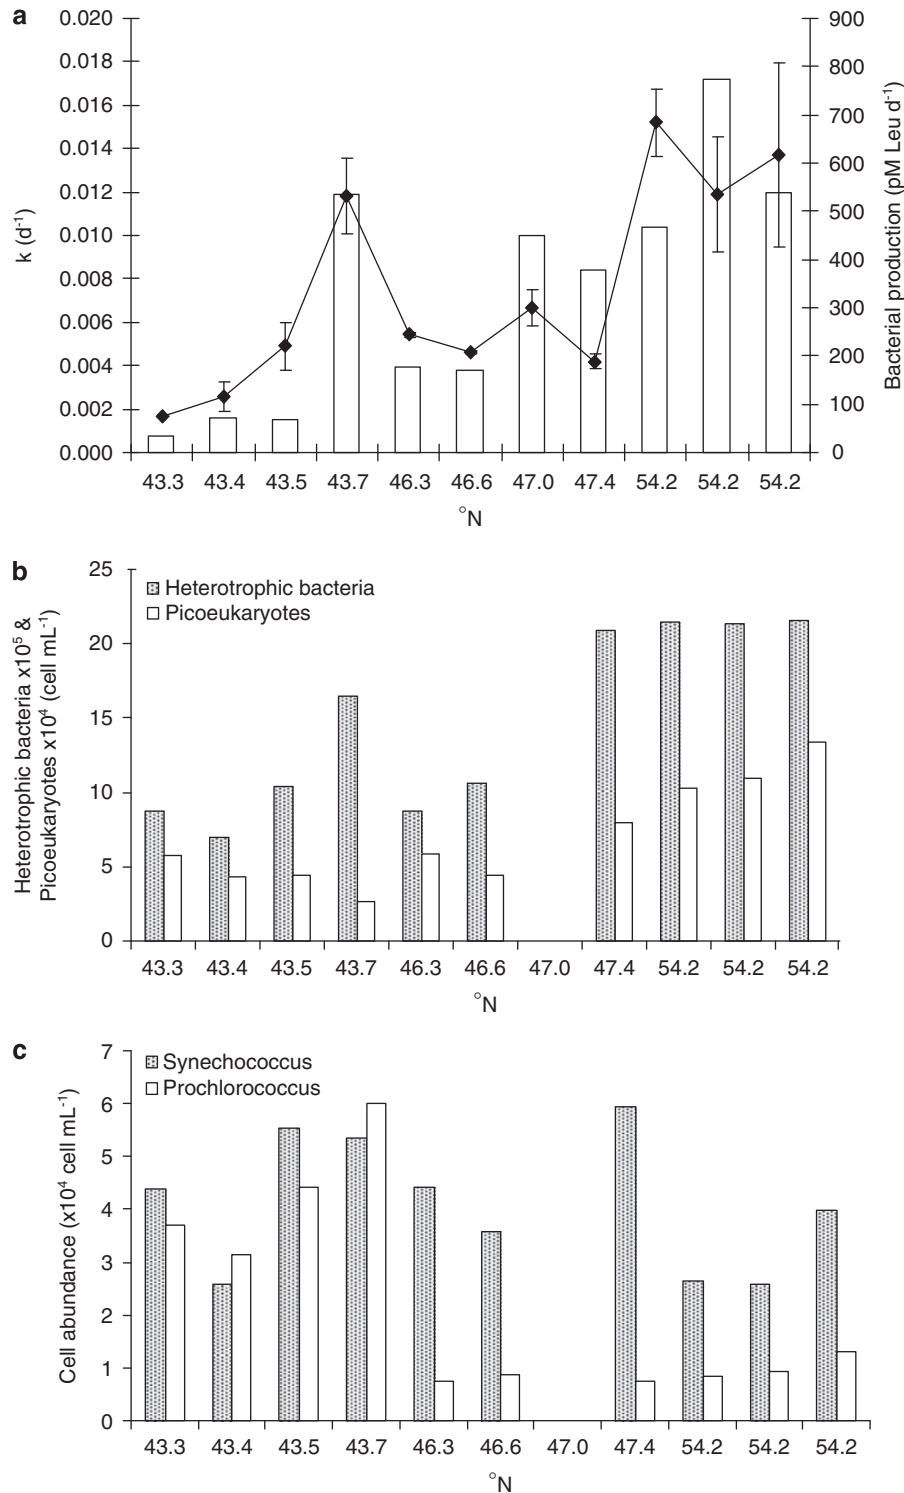 a
0.020
0.018
0.016
0.014
0.012
0.010
0.008
0.006
0.004
0.002
0.000
k (d⁻¹)
900
800
700
600
500
400
300
200
100
0
Bacterial production (pM Leu d⁻¹)
43.3 43.4 43.5 43.7 46.3 46.6 47.0 47.4 54.2 54.2 54.2
°N
b
25
20
15
10
5
0
Heterotrophic bacteria x10⁵ &
Picoeukaryotes x10⁴ (cell mL⁻¹)
Heterotrophic bacteria
Picoeukaryotes
43.3 43.4 43.5 43.7 46.3 46.6 47.0 47.4 54.2 54.2 54.2
°N
c
7
6
5
4
3
2
1
0
Cell abundance (x10⁴ cell mL⁻¹)
Synechococcus
Prochlorococcus
43.3 43.4 43.5 43.7 46.3 46.6 47.0 47.4 54.2 54.2 54.2
°N